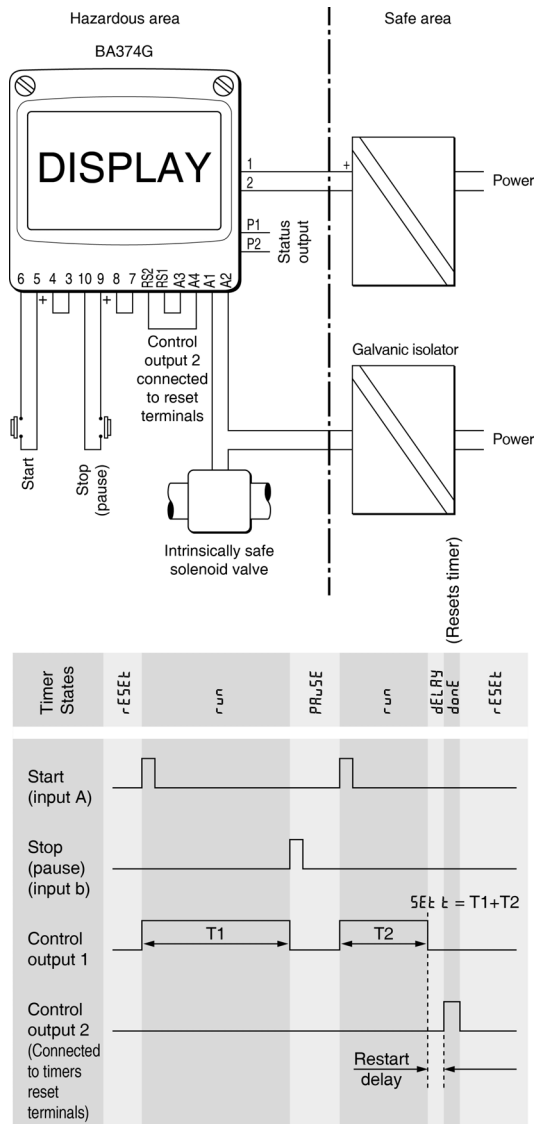 Hazardous area
Safe area
BA374G
DISPLAY
1
2
+
Power
P1
P2
Status
output
6 5 4 3 10 9 8 7 RS2 RS1 A3 A4 A1 A2
+ +
Control
output 2
connected
to reset
terminals
Galvanic isolator
Power
Start
Stop
(pause)
Intrinsically safe
solenoid valve
(Resets timer)
Timer
States
rESEt
run
PAuSE
run
dELAY
donE
rESEt
Start
(input A)
Stop
(pause)
(input b)
SEt t = T1+T2
Control
output 1
T1
T2
Control
output 2
(Connected
to timers
reset
terminals)
Restart
delay